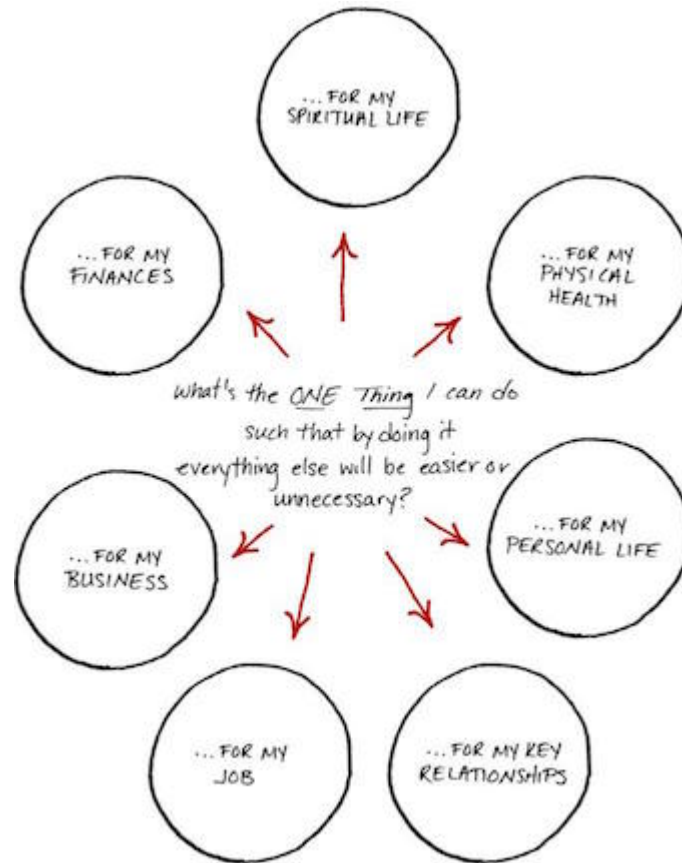 ...FOR MY
SPIRITUAL LIFE
...FOR MY
FINANCES
...FOR MY
PHYSICAL
HEALTH
What's the ONE Thing I can do
such that by doing it
everything else will be easier or
unnecessary?
...FOR MY
BUSINESS
...FOR MY
PERSONAL LIFE
...FOR MY
JOB
...FOR MY KEY
RELATIONSHIPS